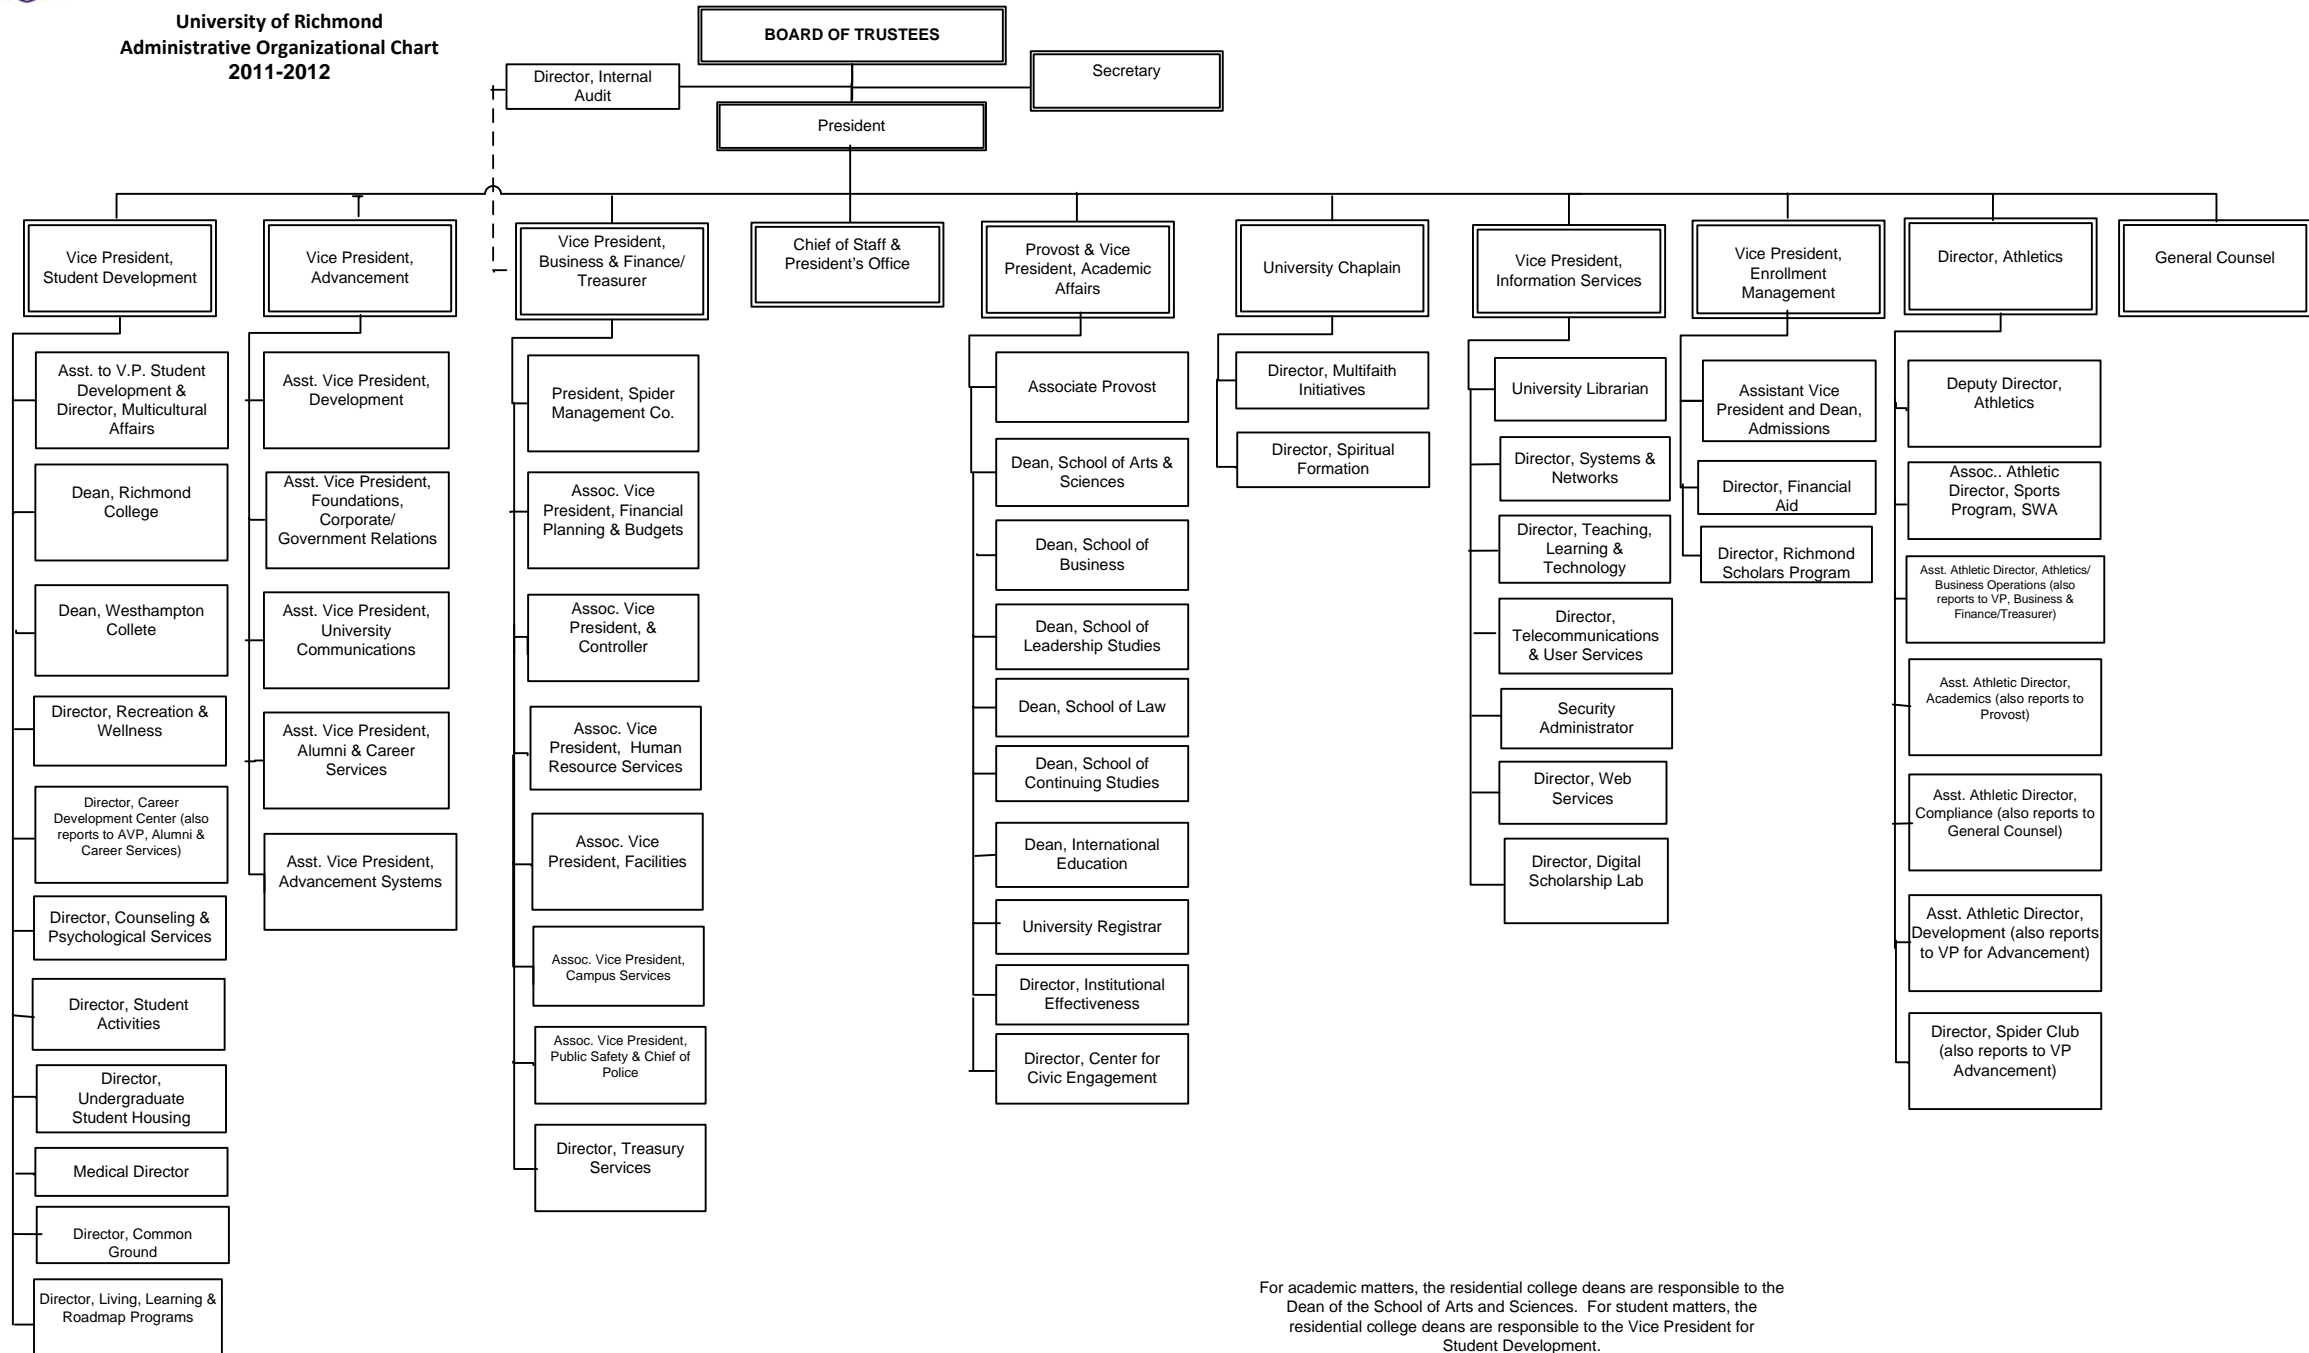 University of Richmond
Administrative Organizational Chart
2011-2012
BOARD OF TRUSTEES
Director, Internal
Audit
Secretary
President
Vice President,
Student Development
Vice President,
Advancement
Vice President,
Business & Finance/
Treasurer
Chief of Staff &
President's Office
Provost & Vice
President, Academic
Affairs
University Chaplain
Vice President,
Information Services
Vice President,
Enrollment
Management
Director, Athletics
General Counsel
Asst. to V.P. Student
Development &
Director, Multicultural
Affairs
Dean, Richmond
College
Dean, Westhampton
Collete
Director, Recreation &
Wellness
Director, Career
Development Center (also
reports to AVP, Alumni &
Career Services)
Director, Counseling &
Psychological Services
Director, Student
Activities
Director,
Undergraduate
Student Housing
Medical Director
Director, Common
Ground
Director, Living, Learning &
Roadmap Programs
Asst. Vice President,
Development
Asst. Vice President,
Foundations,
Corporate/
Government Relations
Asst. Vice President,
University
Communications
Asst. Vice President,
Alumni & Career
Services
Asst. Vice President,
Advancement Systems
President, Spider
Management Co.
Assoc. Vice
President, Financial
Planning & Budgets
Assoc. Vice
President, &
Controller
Assoc. Vice
President, Human
Resource Services
Assoc. Vice
President, Facilities
Assoc. Vice President,
Campus Services
Assoc. Vice President,
Public Safety & Chief of
Police
Director, Treasury
Services
Associate Provost
Dean, School of Arts &
Sciences
Dean, School of
Business
Dean, School of
Leadership Studies
Dean, School of Law
Dean, School of
Continuing Studies
Dean, International
Education
University Registrar
Director, Institutional
Effectiveness
Director, Center for
Civic Engagement
Director, Multifaith
Initiatives
Director, Spiritual
Formation
University Librarian
Director, Systems &
Networks
Director, Teaching,
Learning &
Technology
Director,
Telecommunications
& User Services
Security
Administrator
Director, Web
Services
Director, Digital
Scholarship Lab
Assistant Vice
President and Dean,
Admissions
Director, Financial
Aid
Director, Richmond
Scholars Program
Deputy Director,
Athletics
Assoc.. Athletic
Director, Sports
Program, SWA
Asst. Athletic Director, Athletics/
Business Operations (also
reports to VP, Business &
Finance/Treasurer)
Asst. Athletic Director,
Academics (also reports to
Provost)
Asst. Athletic Director,
Compliance (also reports to
General Counsel)
Asst. Athletic Director,
Development (also reports
to VP for Advancement)
Director, Spider Club
(also reports to VP
Advancement)
For academic matters, the residential college deans are responsible to the
Dean of the School of Arts and Sciences. For student matters, the
residential college deans are responsible to the Vice President for
Student Development.